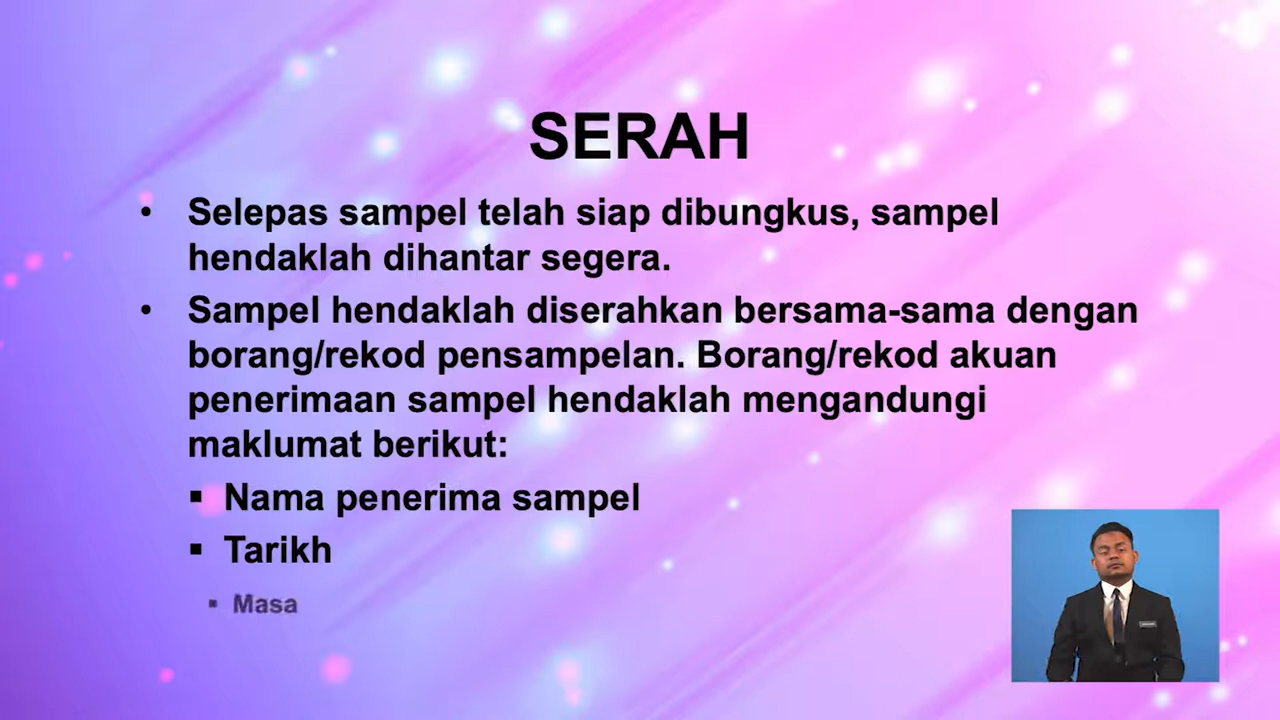 SERAH
• Selepas sampel telah siap dibungkus, sampel
hendaklah dihantar segera.
• Sampel hendaklah diserahkan bersama-sama dengan
borang/rekod pensampelan. Borang/rekod akuan
penerimaan sampel hendaklah mengandungi
maklumat berikut:
▪ Nama penerima sampel
▪ Tarikh
▪ Masa